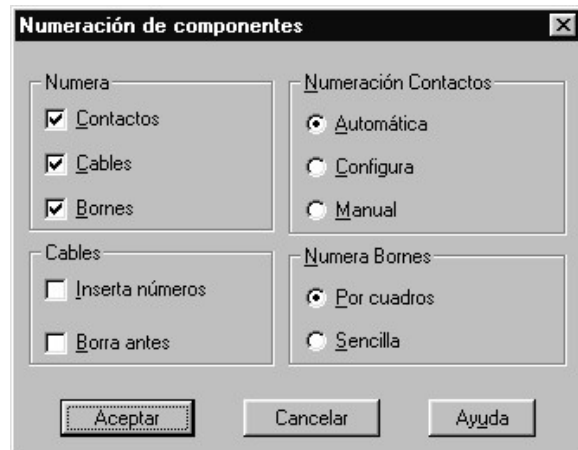 Numeración de componentes
Numera
Contactos
Cables
Bornes
Numeración Contactos
Automática
Configura
Manual
Cables
Inserta números
Borra antes
Numera Bornes
Por cuadros
Sencilla
Aceptar
Cancelar
Ayuda